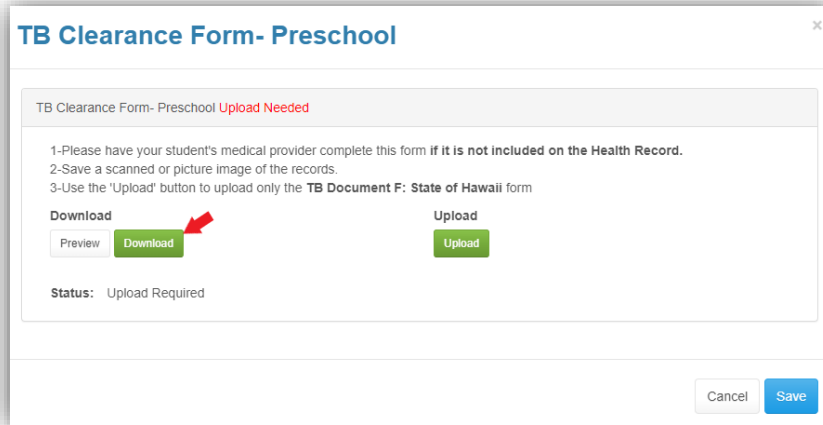 TB Clearance Form- Preschool
×
TB Clearance Form- Preschool Upload Needed
1-Please have your student's medical provider complete this form if it is not included on the Health Record.
2-Save a scanned or picture image of the records.
3-Use the 'Upload' button to upload only the TB Document F: State of Hawaii form
Download Upload
Preview Download Upload
Status: Upload Required
Cancel Save